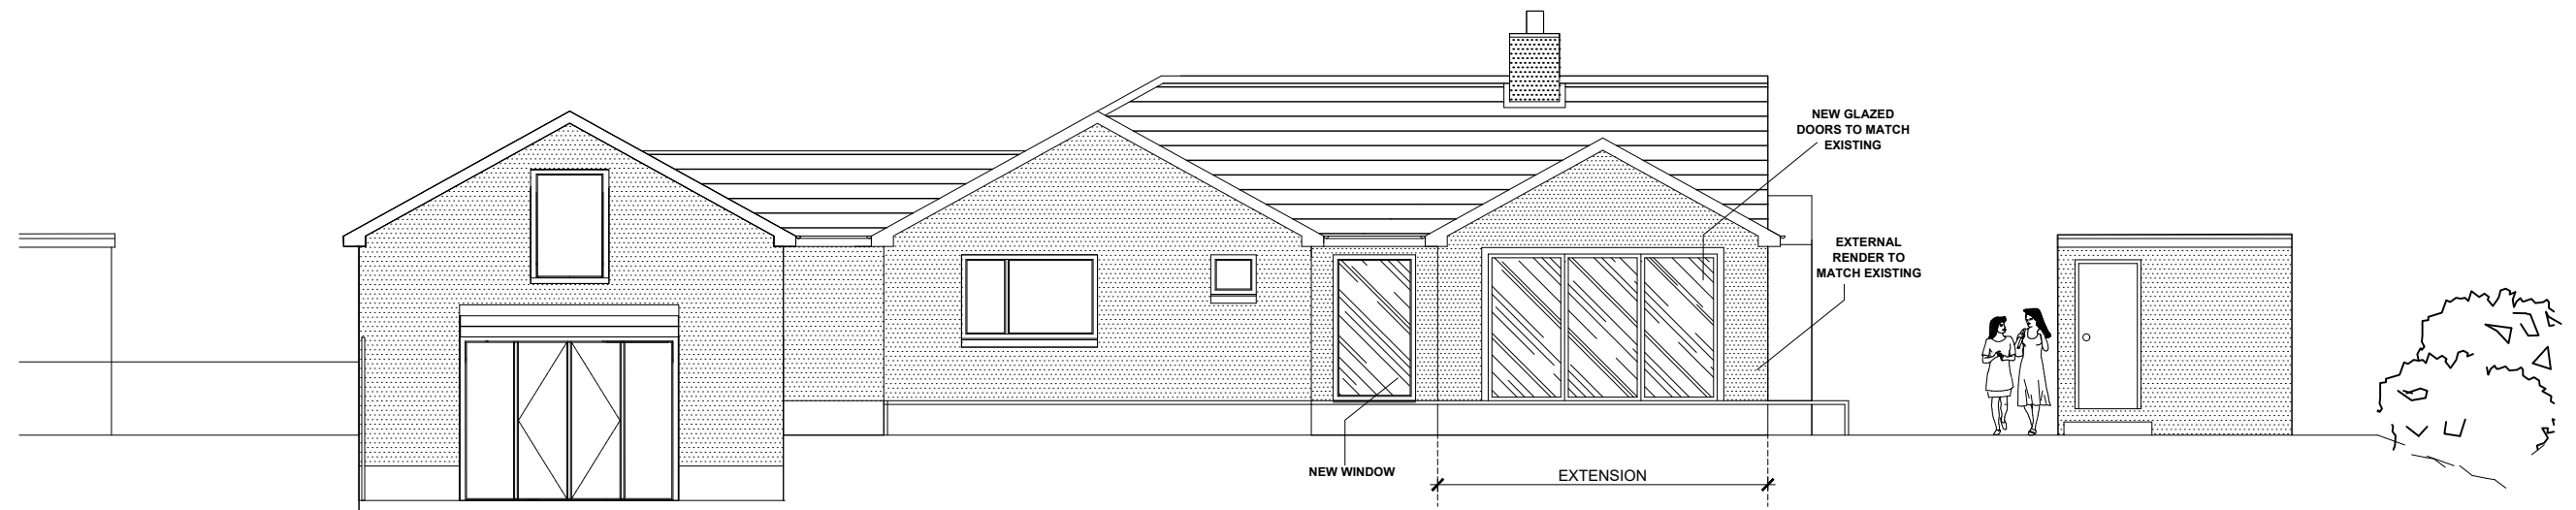 NEW GLAZED
DOORS TO MATCH
EXISTING
EXTERNAL
RENDER TO
MATCH EXISTING
NEW WINDOW
EXTENSION